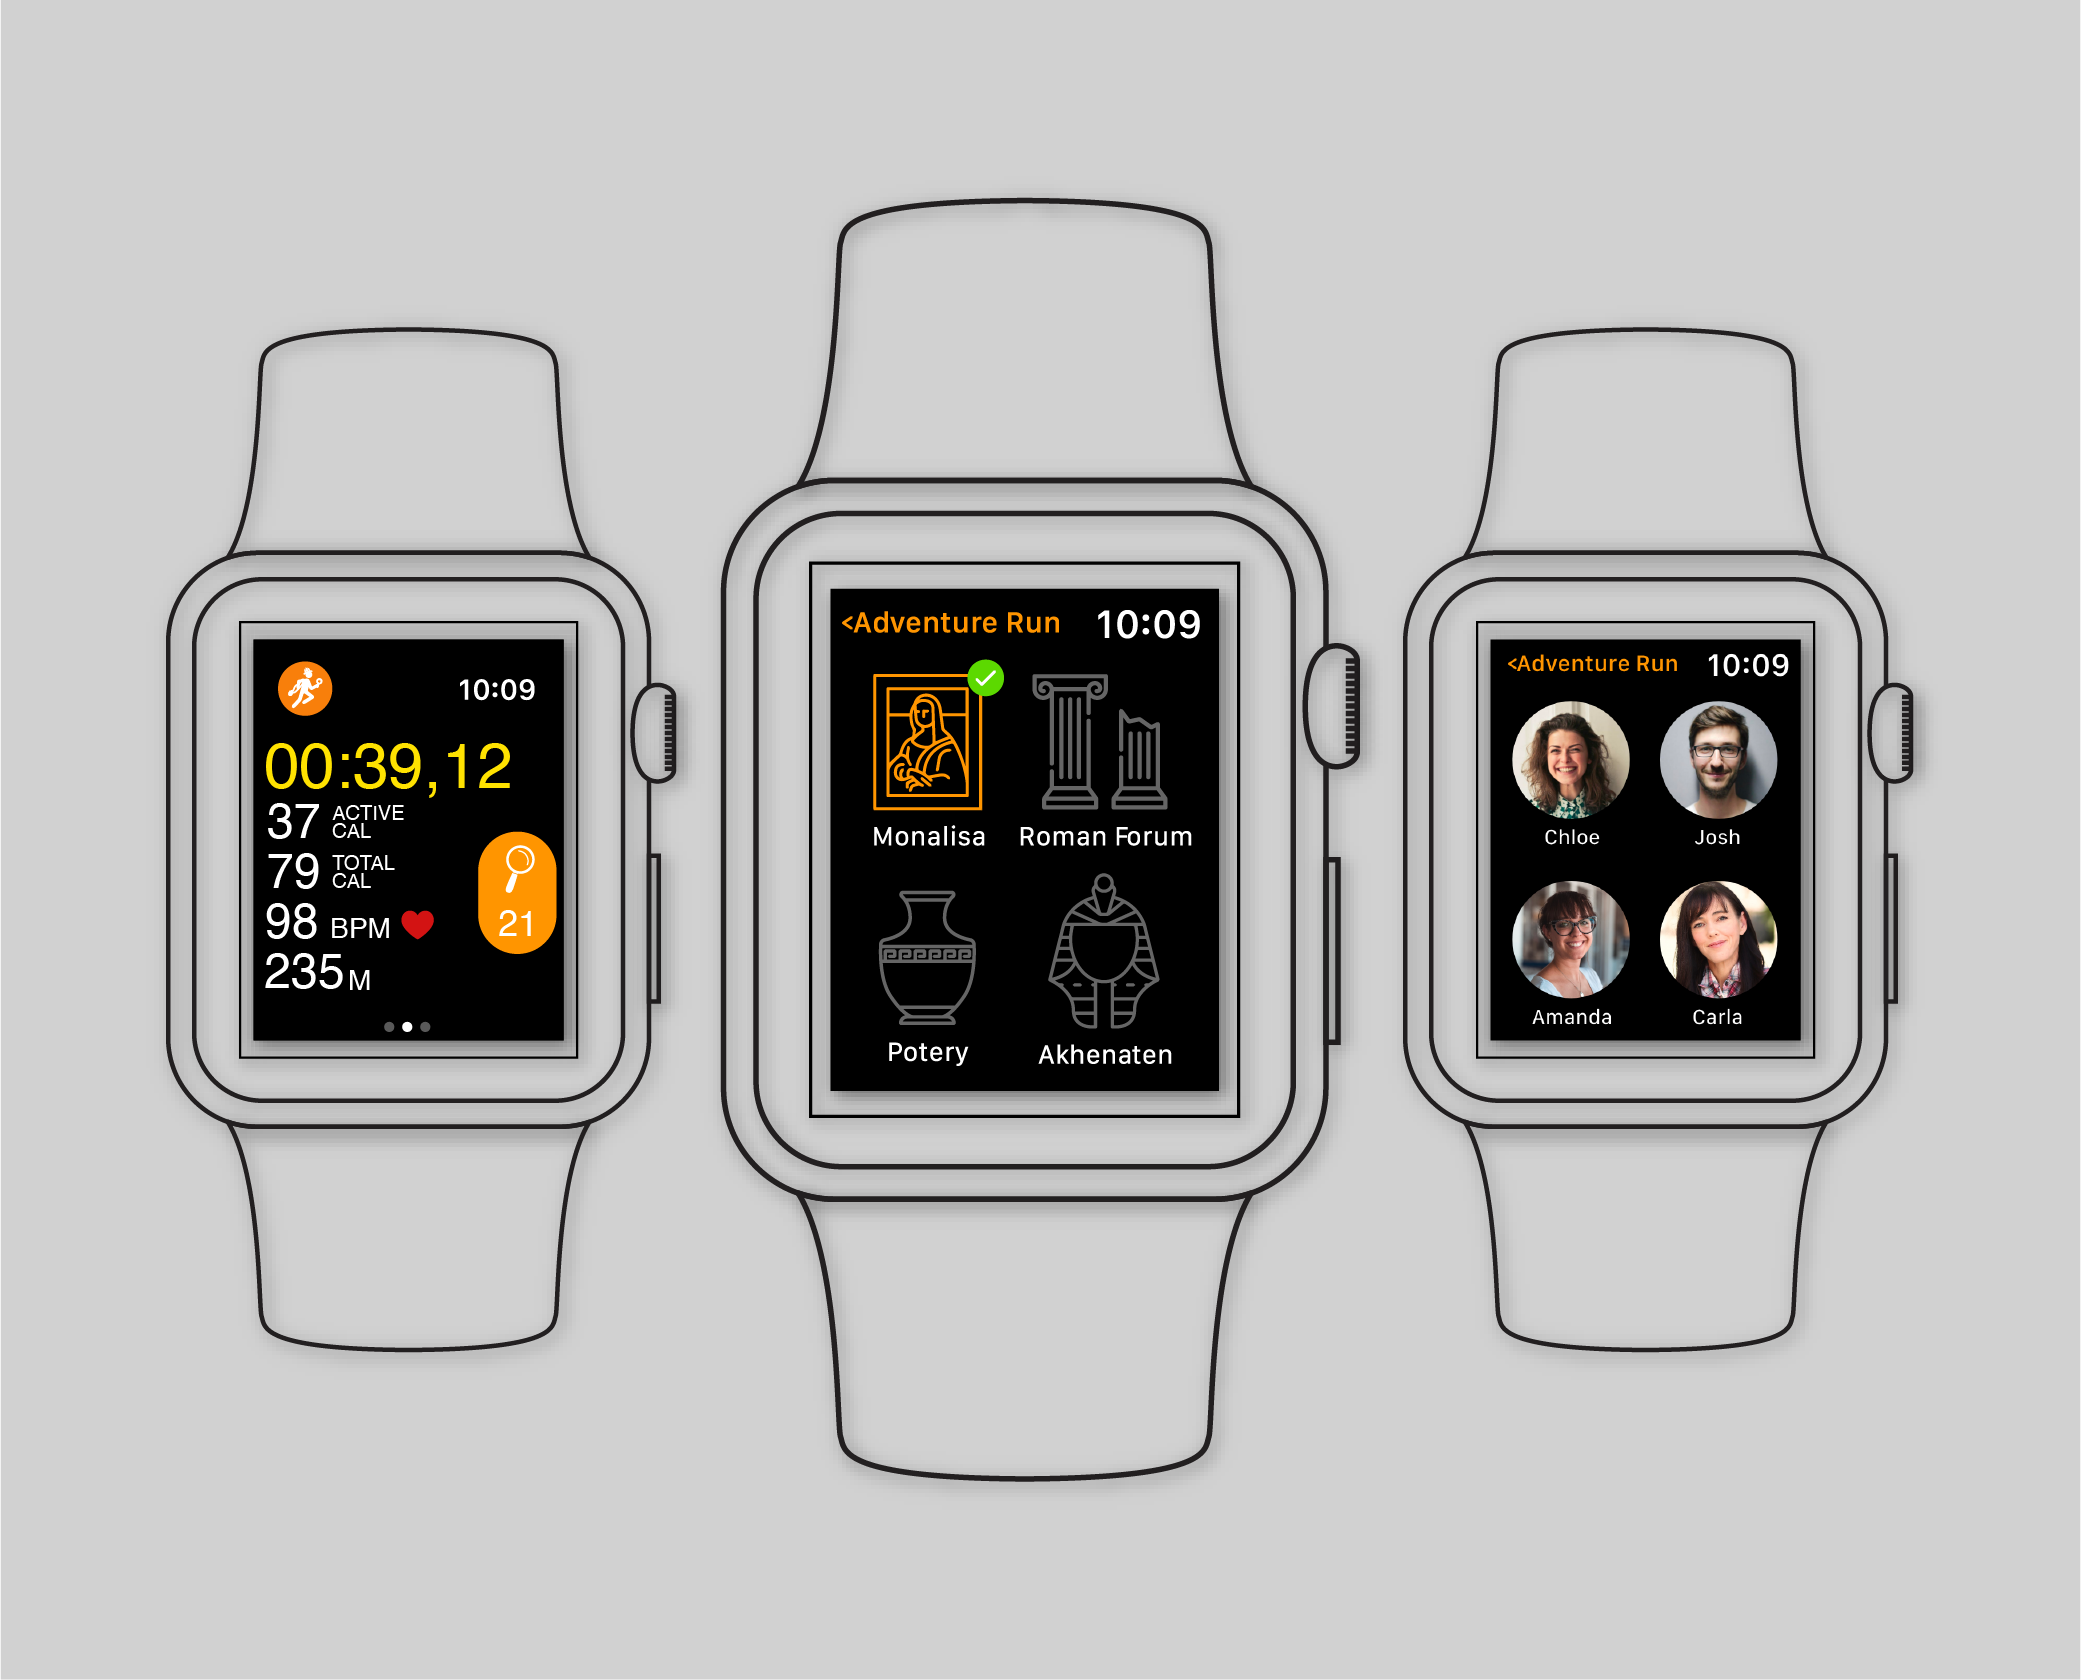 10:09
00:39,12
37 ACTIVE
CAL
79 TOTAL
CAL
98 BPM
21
235 M
<Adventure Run 10:09
Monalisa Roman Forum
Potery Akhenaten
<Adventure Run 10:09
Chloe Josh
Amanda Carla